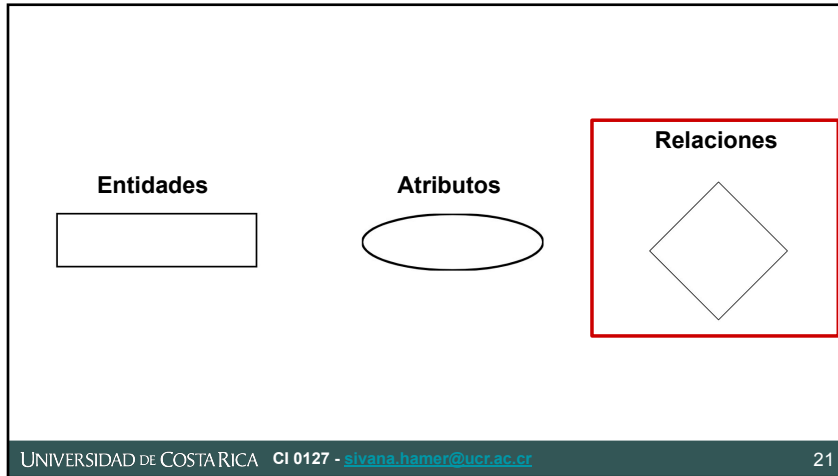 Entidades
Atributos
Relaciones
UNIVERSIDAD DE COSTA RICA CI 0127 - sivana.hamer@ucr.ac.cr 21